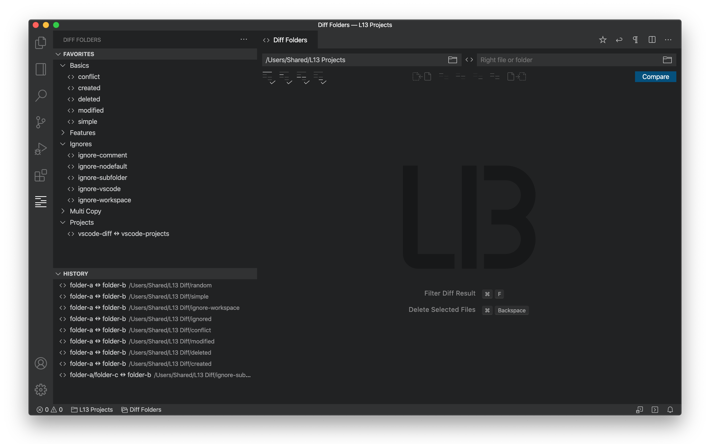 Diff Folders — L13 Projects
DIFF FOLDERS
Diff Folders
/Users/Shared/L13 Projects
Right file or folder
Compare
FAVORITES
Basics
conflict
created
deleted
modified
simple
Features
Ignores
ignore-comment
ignore-nodefault
ignore-subfolder
ignore-vscode
ignore-workspace
Multi Copy
Projects
vscode-diff ↔ vscode-projects
L13
Filter Diff Result ⌘ F
Delete Selected Files ⌘ Backspace
HISTORY
folder-a ↔ folder-b /Users/Shared/L13 Diff/random
folder-a ↔ folder-b /Users/Shared/L13 Diff/simple
folder-a ↔ folder-b /Users/Shared/L13 Diff/ignore-workspace
folder-a ↔ folder-b /Users/Shared/L13 Diff/ignored
folder-a ↔ folder-b /Users/Shared/L13 Diff/conflict
folder-a ↔ folder-b /Users/Shared/L13 Diff/modified
folder-a ↔ folder-b /Users/Shared/L13 Diff/deleted
folder-a ↔ folder-b /Users/Shared/L13 Diff/created
folder-a/folder-c ↔ folder-b /Users/Shared/L13 Diff/ignore-sub...
0 0 L13 Projects Diff Folders